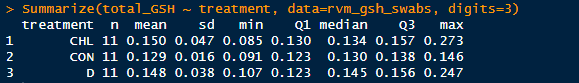 > Summarize(total_GSH ~ treatment, data=rvm_gsh_swabs, digits=3)
treatment n mean sd min Q1 median Q3 max
1 CHL 11 0.150 0.047 0.085 0.130 0.134 0.157 0.273
2 CON 11 0.129 0.016 0.091 0.123 0.130 0.138 0.146
3 D 11 0.148 0.038 0.107 0.123 0.145 0.156 0.247